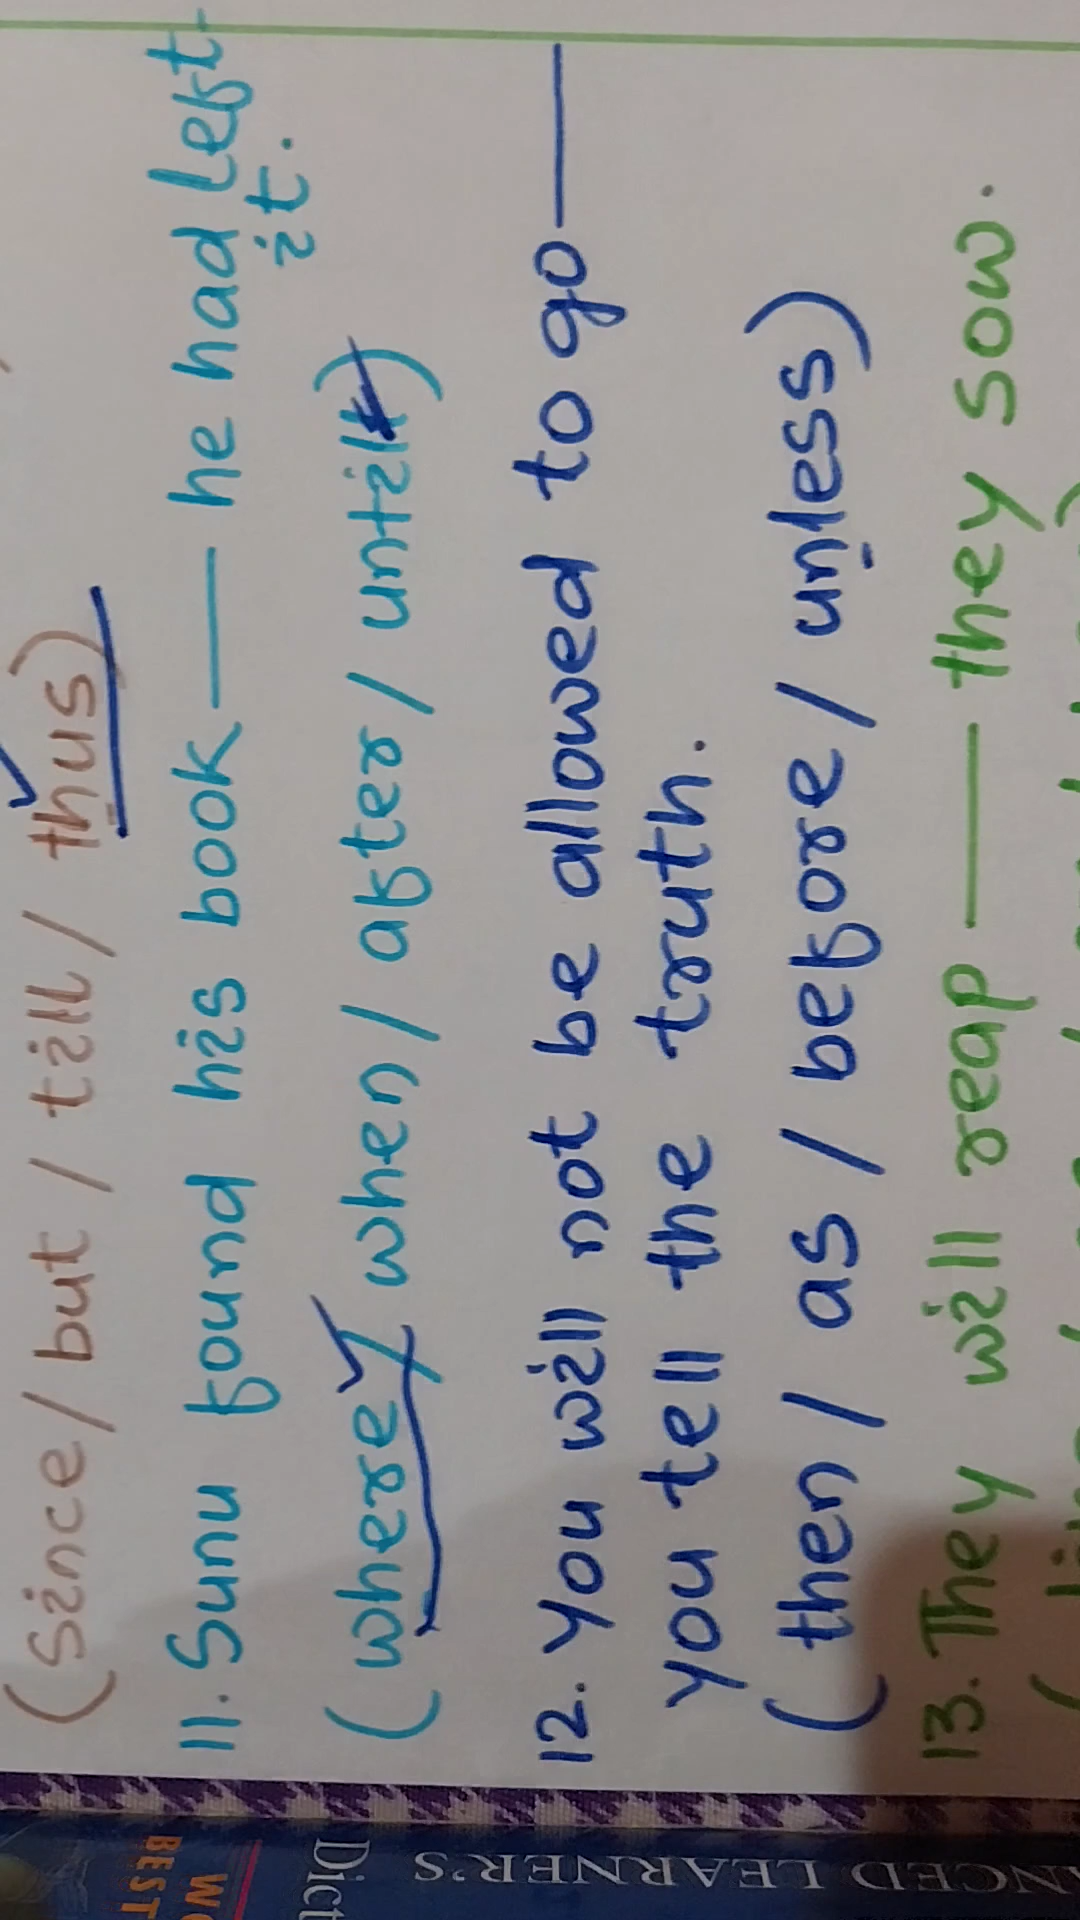 (Since / but / till / thus)
11. Sunu found his book — he had left
it.
(where / when / after / until)
12. You will not be allowed to go —
you tell the truth.
(then / as / before / unless)
13. They will reap — they sow.
BEST
Dict
ANCED LEARNER'S